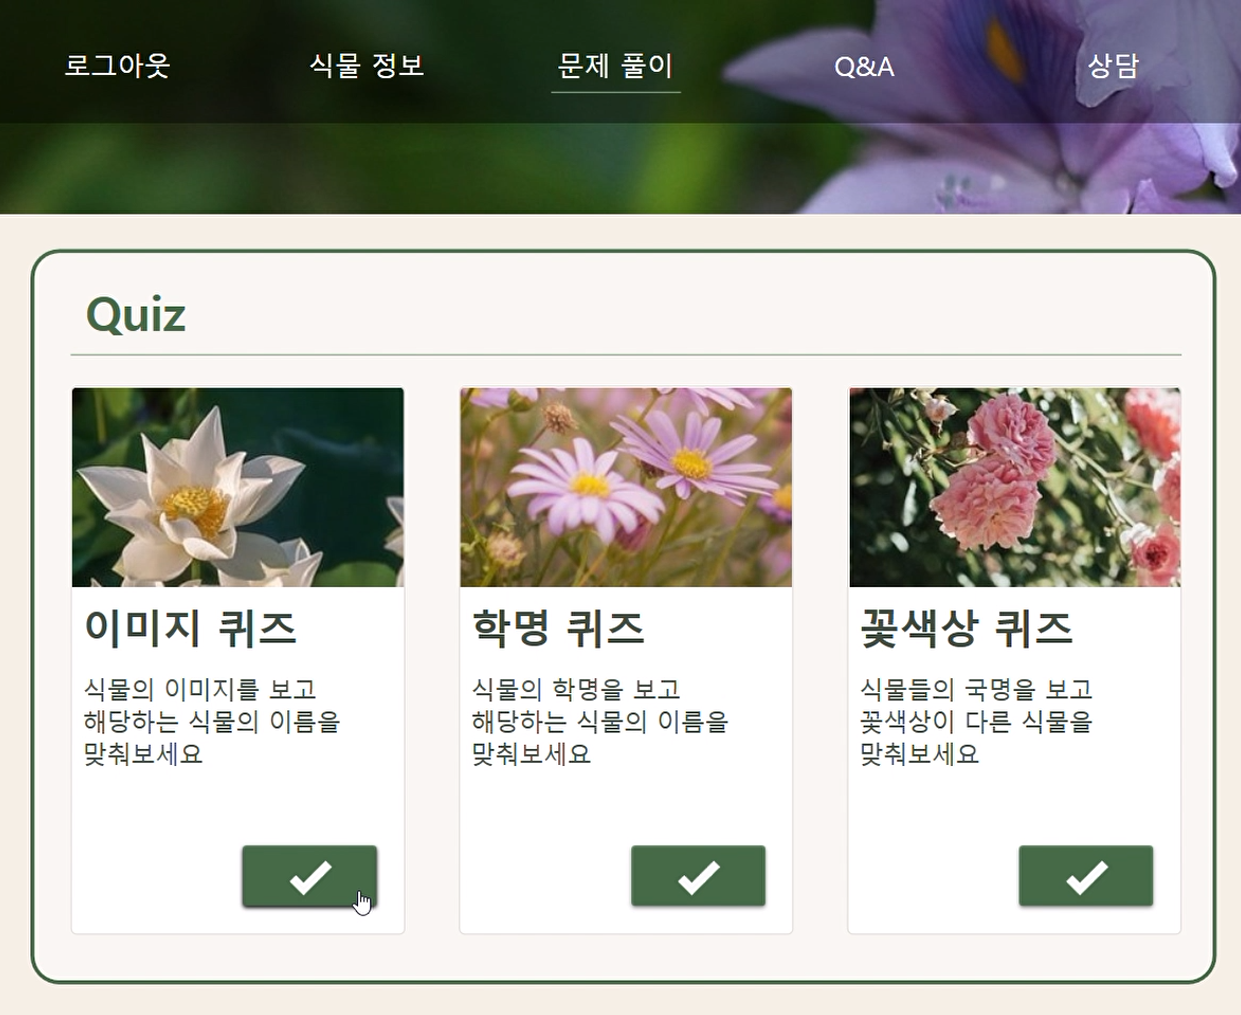 로그아웃
식물 정보
문제 풀이
Q&A
상담
Quiz
이미지 퀴즈
식물의 이미지를 보고
해당하는 식물의 이름을
맞춰보세요
학명 퀴즈
식물의 학명을 보고
해당하는 식물의 이름을
맞춰보세요
꽃색상 퀴즈
식물들의 국명을 보고
꽃색상이 다른 식물을
맞춰보세요